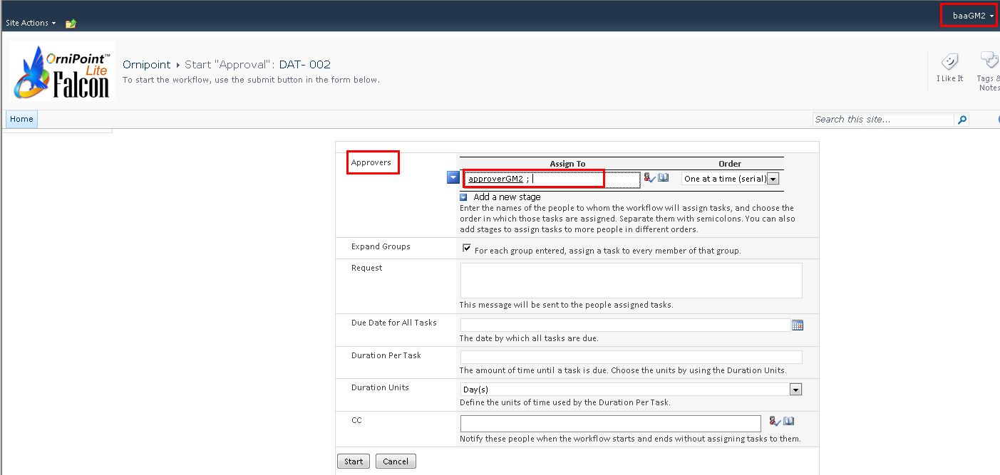 Site Actions
baaGM2
OrniPoint™
Lite
Falcon
Ornipoint Start "Approval": DAT- 002
To start the workflow, use the submit button in the form below.
I Like It
Tags &
Notes
Home
Search this site...
Approvers
Assign To
Order
approverGM2 ;
One at a time (serial)
Add a new stage
Enter the names of the people to whom the workflow will assign tasks, and choose the
order in which those tasks are assigned. Separate them with semicolons. You can also
add stages to assign tasks to more people in different orders.
Expand Groups
For each group entered, assign a task to every member of that group.
Request
This message will be sent to the people assigned tasks.
Due Date for All Tasks
The date by which all tasks are due.
Duration Per Task
The amount of time until a task is due. Choose the units by using the Duration Units.
Duration Units
Day(s)
Define the units of time used by the Duration Per Task.
CC
Notify these people when the workflow starts and ends without assigning tasks to them.
Start
Cancel